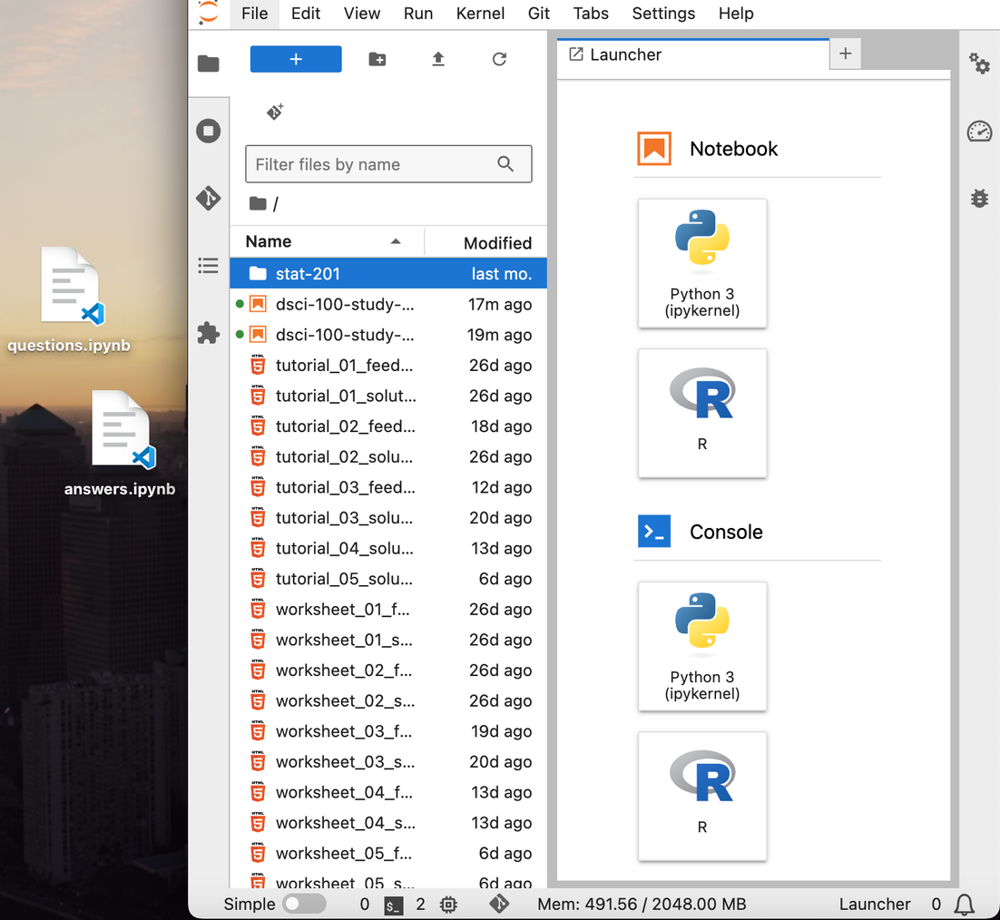 File Edit View Run Kernel Git Tabs Settings Help
Launcher
Filter files by name
/
Name Modified
stat-201 last mo.
dsci-100-study-... 17m ago
dsci-100-study-... 19m ago
tutorial_01_feed... 26d ago
tutorial_01_solut... 26d ago
tutorial_02_feed... 18d ago
tutorial_02_solu... 26d ago
tutorial_03_feed... 12d ago
tutorial_03_solu... 20d ago
tutorial_04_solu... 13d ago
tutorial_05_solu... 6d ago
worksheet_01_f... 26d ago
worksheet_01_s... 26d ago
worksheet_02_f... 26d ago
worksheet_02_s... 26d ago
worksheet_03_f... 19d ago
worksheet_03_s... 20d ago
worksheet_04_f... 13d ago
worksheet_04_s... 13d ago
worksheet_05_f... 6d ago
worksheet_05_s... 6d ago
Notebook
Python 3
(ipykernel)
R
Console
Python 3
(ipykernel)
R
questions.ipynb
answers.ipynb
Simple 0 $_ 2 Mem: 491.56 / 2048.00 MB Launcher 0